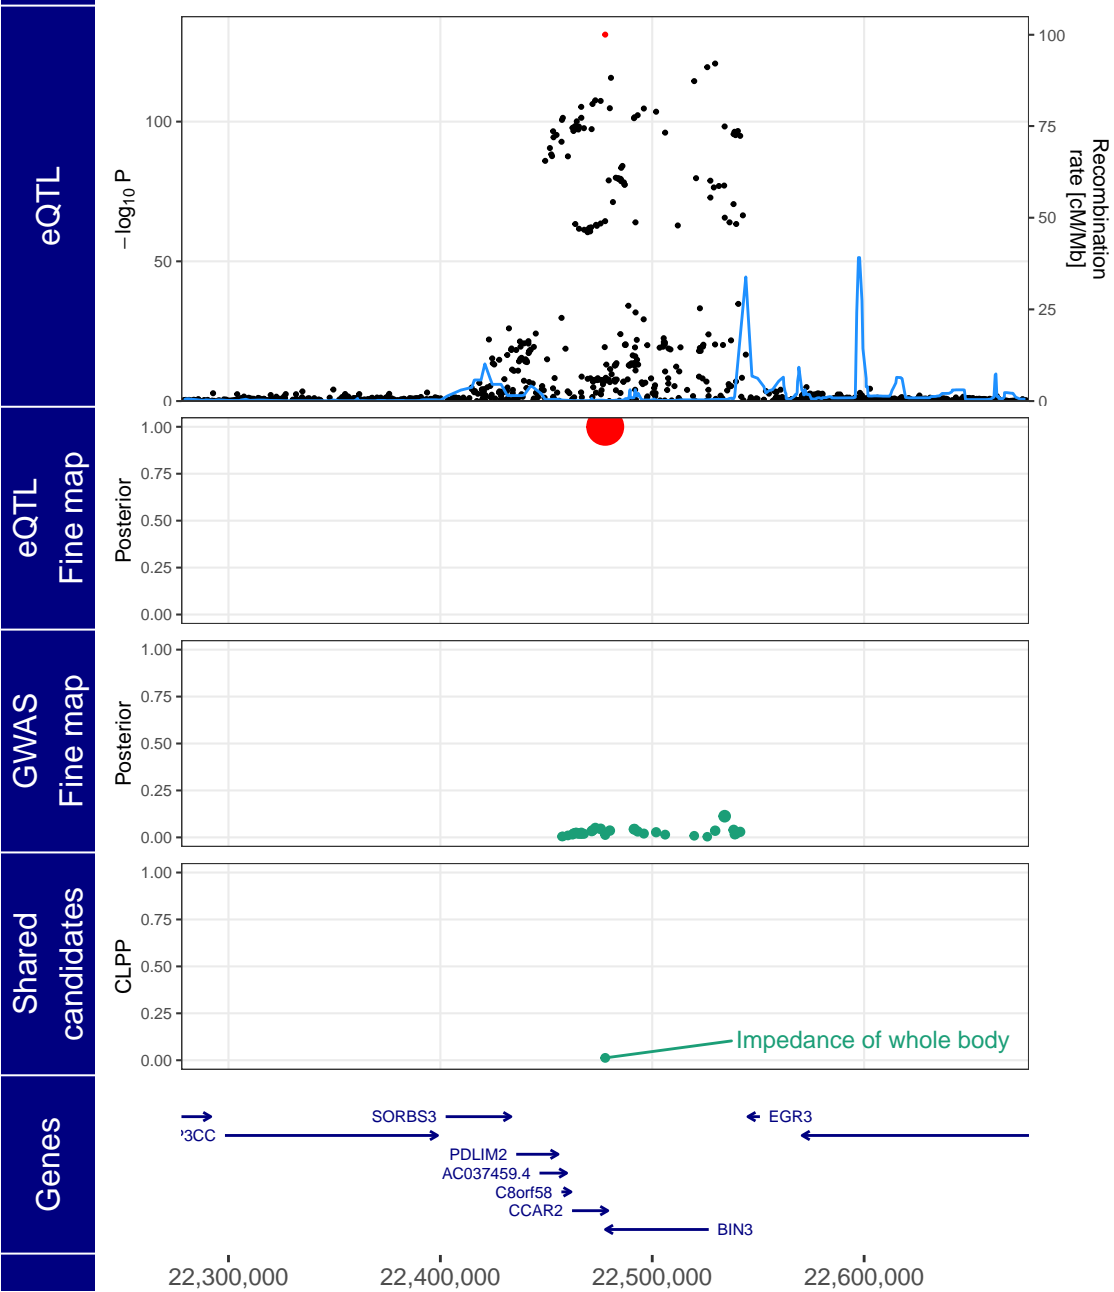 eQTL
− log10 P
100
50
0
100
75
50
25
0
Recombination
rate [cM/Mb]
eQTL
Fine map
Posterior
1.00
0.75
0.50
0.25
0.00
GWAS
Fine map
Posterior
1.00
0.75
0.50
0.25
0.00
Shared
candidates
CLPP
1.00
0.75
0.50
0.25
0.00
Impedance of whole body
Genes
SORBS3
EGR3
P3CC
PDLIM2
AC037459.4
C8orf58
CCAR2
BIN3
22,300,000
22,400,000
22,500,000
22,600,000